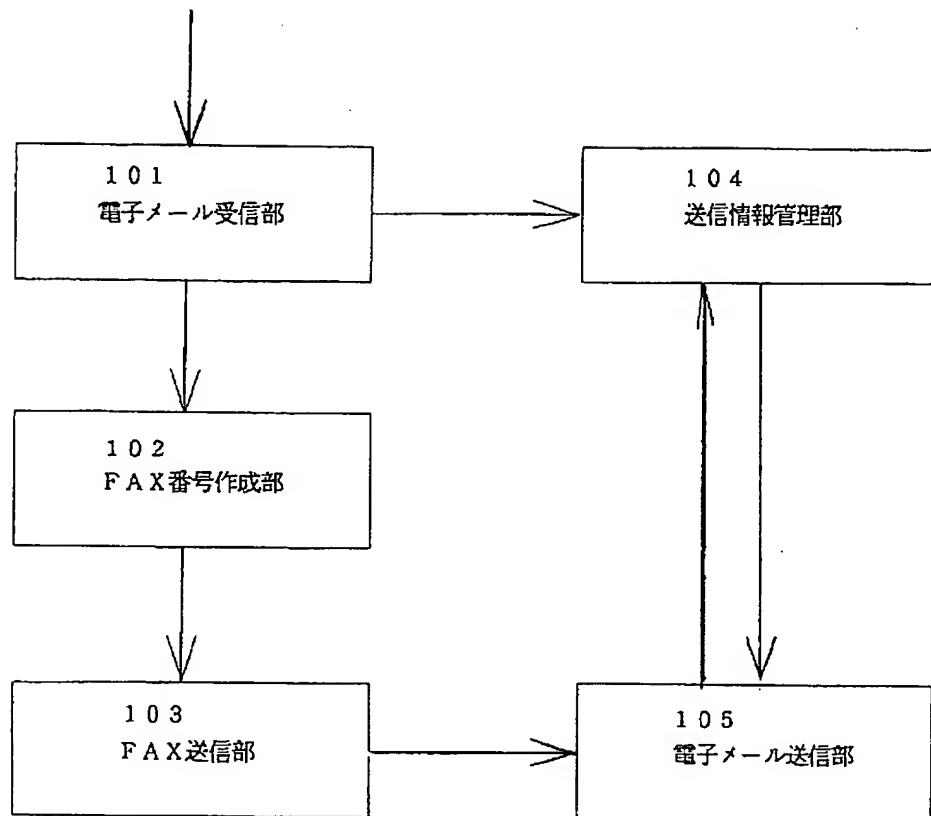 １０１
電子メール受信部
１０４
送信情報管理部
１０２
ＦＡＸ番号作成部
１０３
ＦＡＸ送信部
１０５
電子メール送信部